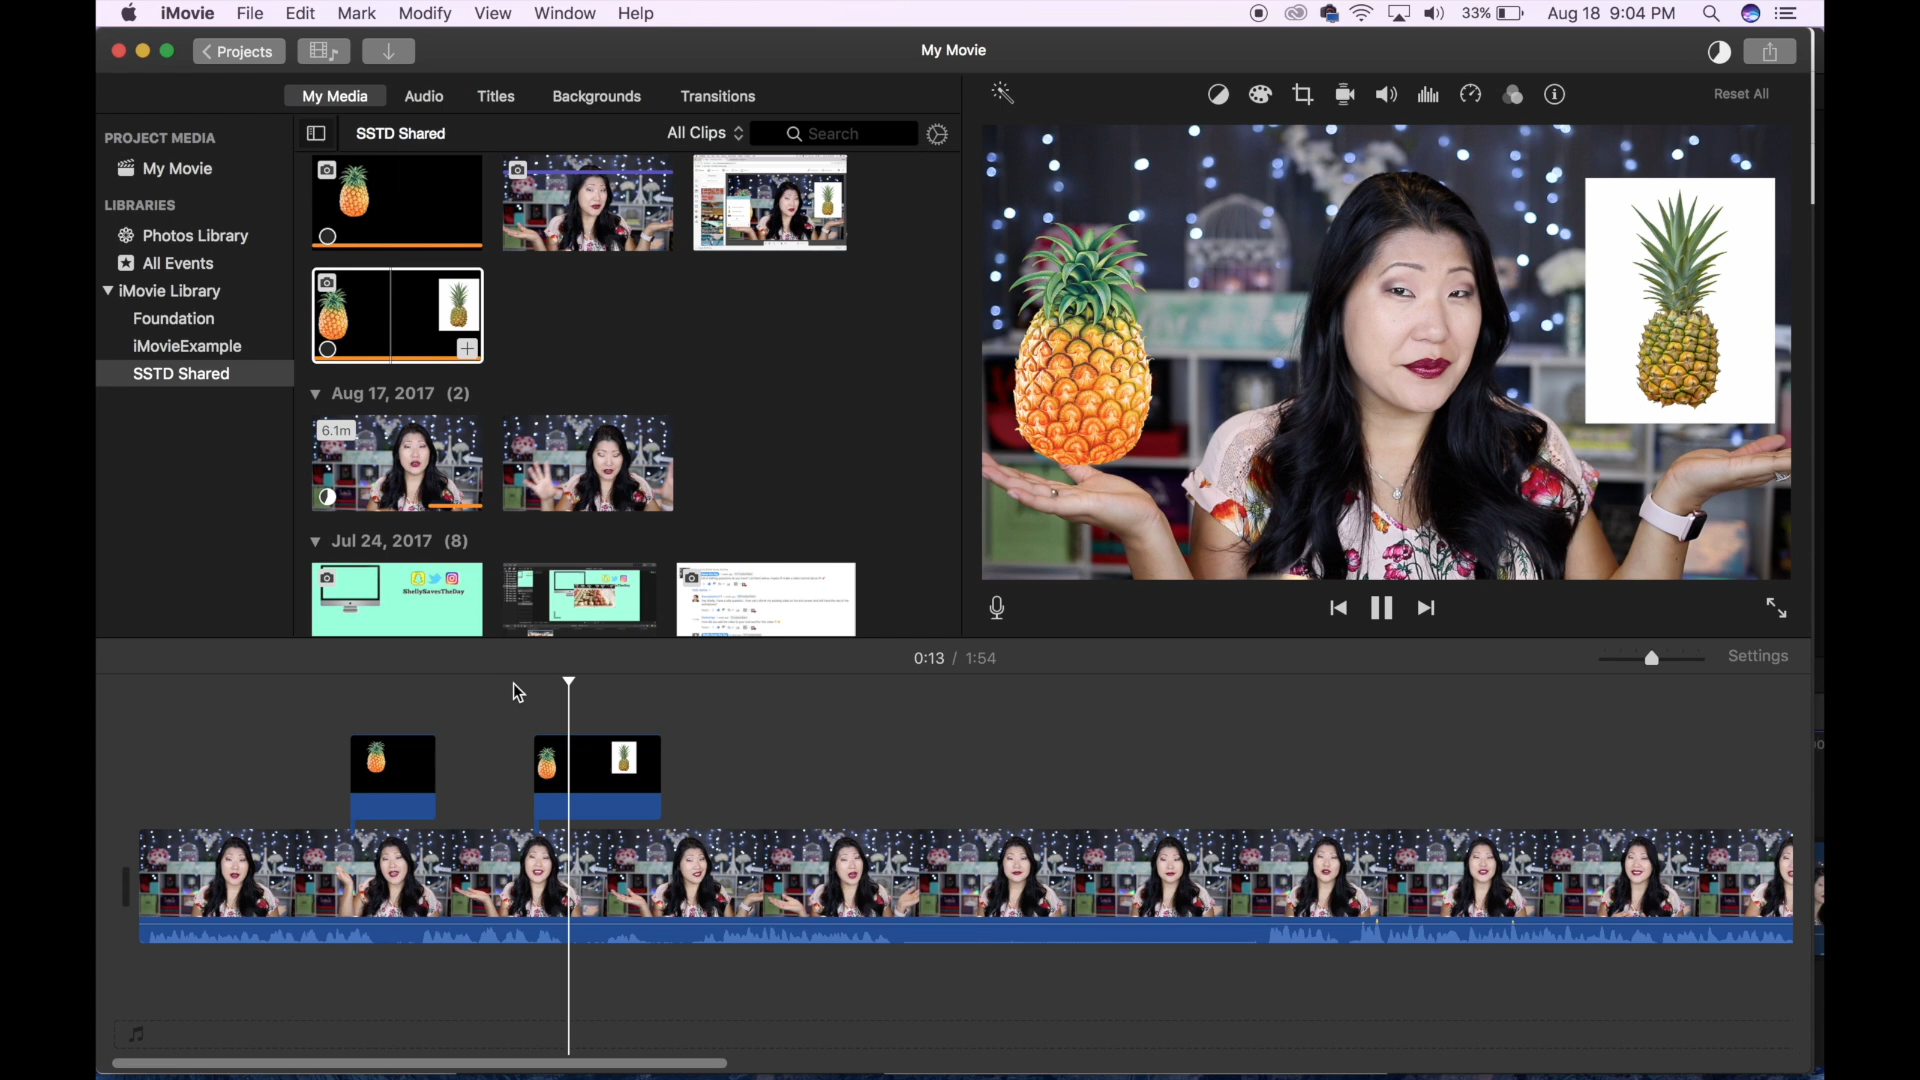 iMovie File Edit Mark Modify View Window Help 33% Aug 18 9:04 PM
Projects My Movie
My Media Audio Titles Backgrounds Transitions Reset All
PROJECT MEDIA
My Movie
LIBRARIES
Photos Library
All Events
iMovie Library
Foundation
iMovieExample
SSTD Shared
SSTD Shared All Clips Search
Aug 17, 2017 (2)
6.1m
Jul 24, 2017 (8)
ShellySavesTheDay
0:13 / 1:54 Settings